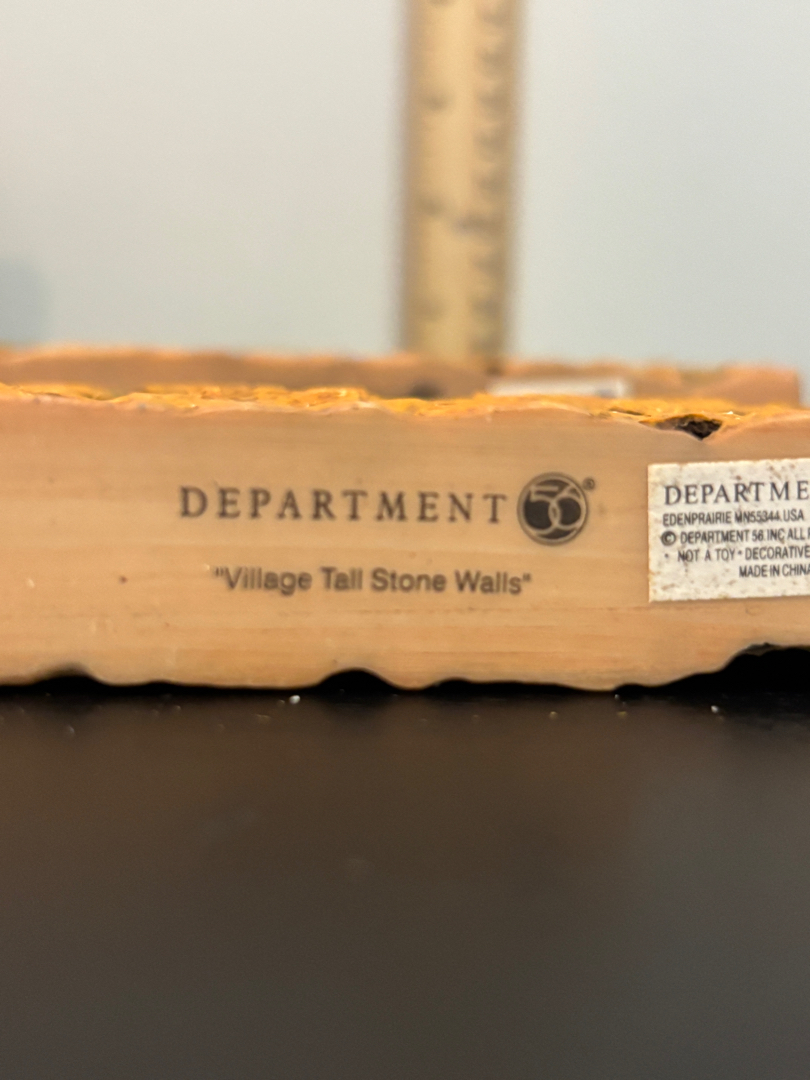 DEPARTMENT 56®
"Village Tall Stone Walls"
DEPARTME
EDENPRAIRIE MN55344.USA
© DEPARTMENT 56.INC ALL
* NOT A TOY * DECORATIVE
MADE IN CHINA